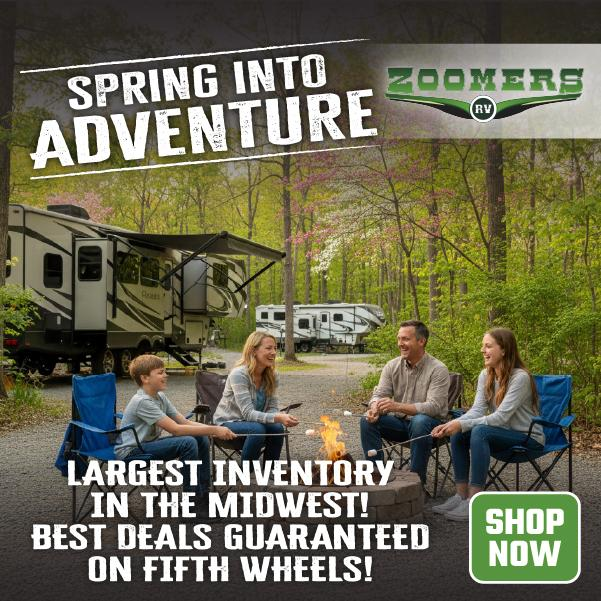 SPRING INTO
ADVENTURE
ZOOMERS
RV
LARGEST INVENTORY
IN THE MIDWEST!
BEST DEALS GUARANTEED
ON FIFTH WHEELS!
SHOP
NOW